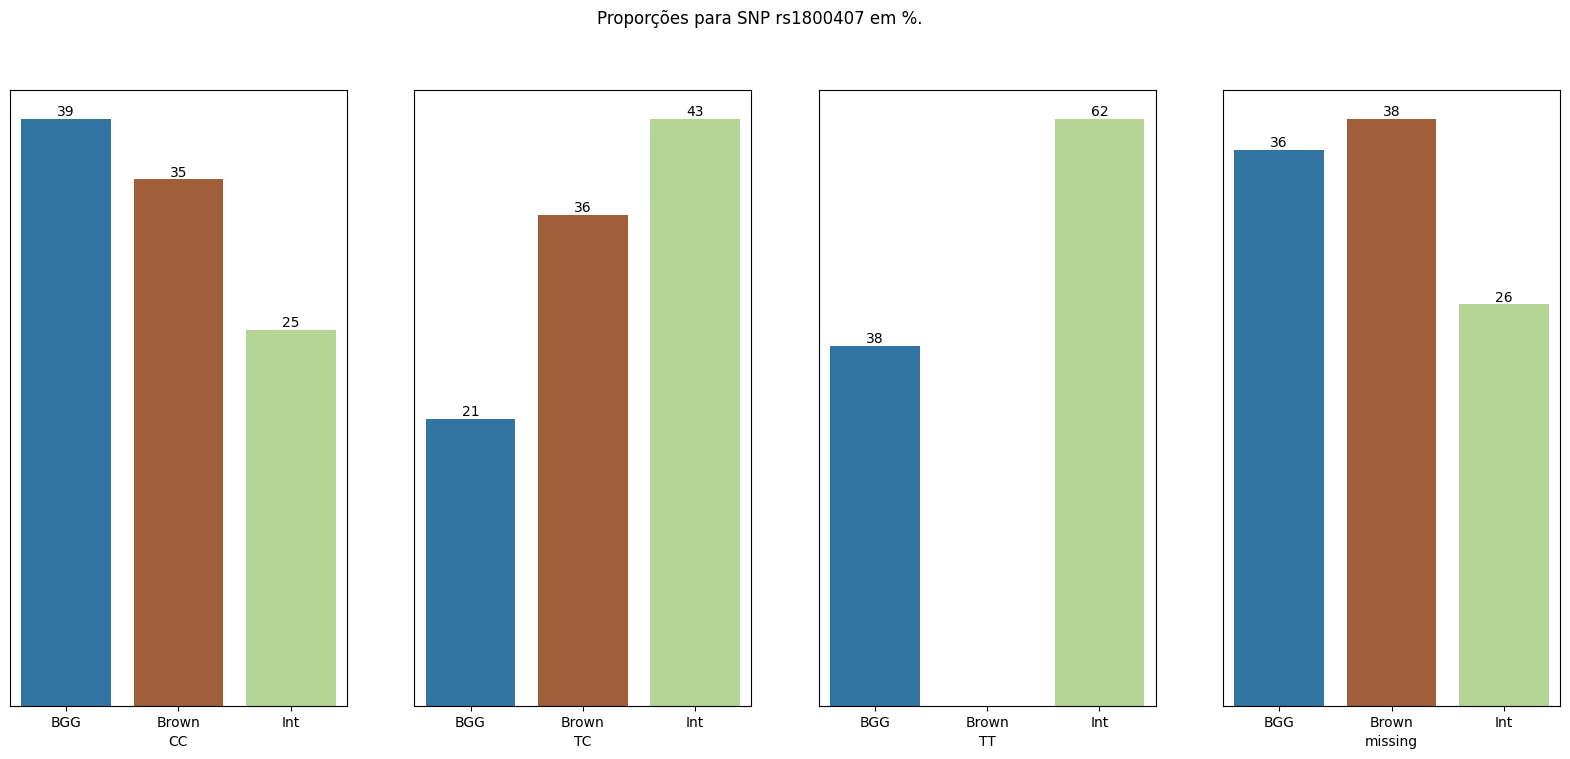 Proporções para SNP rs1800407 em %.
39
35
25
BGG Brown Int
CC
21
36
43
BGG Brown Int
TC
38
62
BGG Brown Int
TT
36
38
26
BGG Brown Int
missing